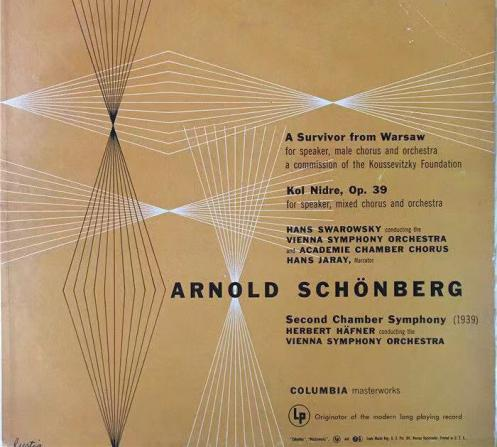 A Survivor from Warsaw
for speaker, male chorus and orchestra
a commission of the Koussevitzky Foundation
Kol Nidre, Op. 39
for speaker, mixed chorus and orchestra
HANS SWAROWSKY conducting the
VIENNA SYMPHONY ORCHESTRA
and ACADEMIE CHAMBER CHORUS
HANS JARAY, Narrator
ARNOLD SCHÖNBERG
Second Chamber Symphony (1939)
HERBERT HÄFNER conducting the
VIENNA SYMPHONY ORCHESTRA
COLUMBIA masterworks
Lp Originator of the modern long playing record